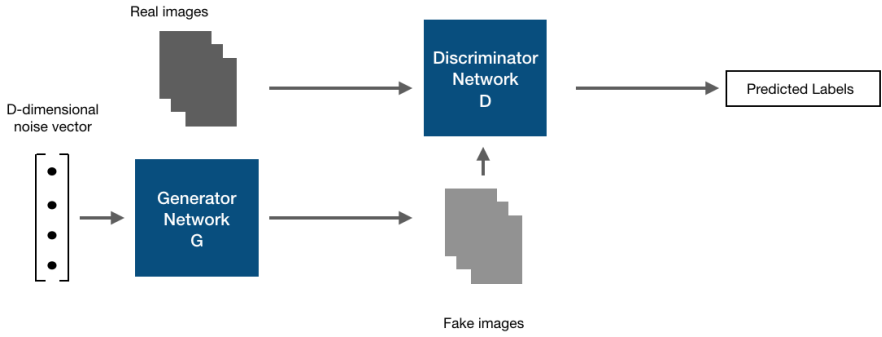 Real images
Discriminator
Network
D
Predicted Labels
D-dimensional
noise vector
Generator
Network
G
Fake images